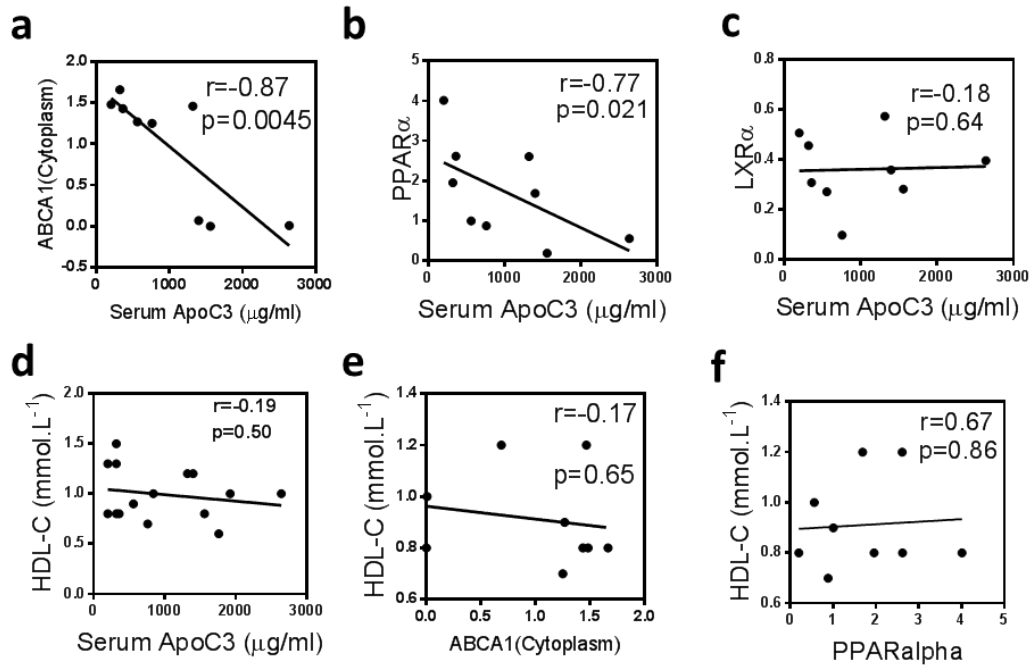 a
ABCA1(Cytoplasm)
2.0
1.5
1.0
0.5
0.0
-0.5
r=-0.87
p=0.0045
0
1000
2000
3000
Serum ApoC3 (μg/ml)
b
PPARα
5
4
3
2
1
0
r=-0.77
p=0.021
0
1000
2000
3000
Serum ApoC3 (μg/ml)
c
LXRα
0.8
0.6
0.4
0.2
0.0
r=-0.18
p=0.64
0
1000
2000
3000
Serum ApoC3 (μg/ml)
d
HDL-C (mmol.L⁻¹)
2.0
1.5
1.0
0.5
0.0
r=-0.19
p=0.50
0
1000
2000
3000
Serum ApoC3 (μg/ml)
e
HDL-C (mmol.L⁻¹)
1.4
1.2
1.0
0.8
0.6
r=-0.17
p=0.65
0.0
0.5
1.0
1.5
2.0
ABCA1(Cytoplasm)
f
HDL-C (mmol.L⁻¹)
1.4
1.2
1.0
0.8
0.6
r=0.67
p=0.86
0
1
2
3
4
5
PPARalpha